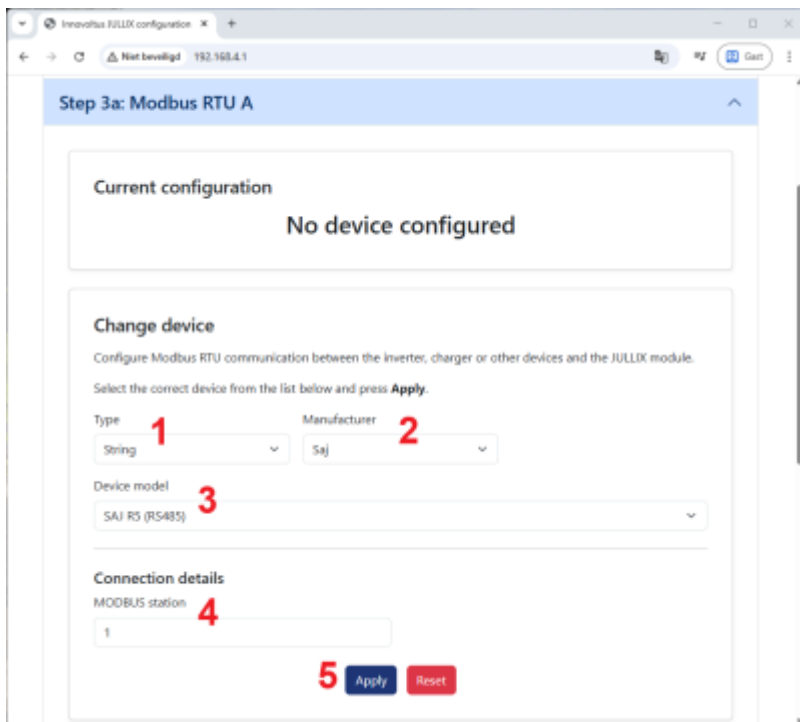 Innovoltus JULLIX configuration
Niet beveiligd 192.168.4.1 Gast
Step 3a: Modbus RTU A
Current configuration
No device configured
Change device
Configure Modbus RTU communication between the inverter, charger or other devices and the JULLIX module.
Select the correct device from the list below and press Apply.
Type 1 Manufacturer 2
String Saj
Device model 3
SAJ R5 (RS485)
Connection details
MODBUS station 4
1
5 Apply Reset